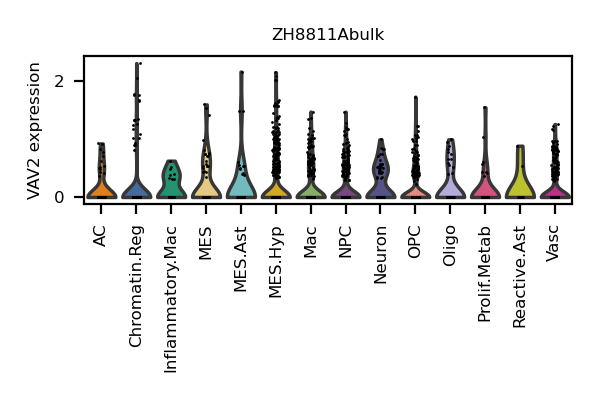 ZH8811Abulk
VAV2 expression
2
0
AC
Chromatin.Reg
Inflammatory.Mac
MES
MES.Ast
MES.Hyp
Mac
NPC
Neuron
OPC
Oligo
Prolif.Metab
Reactive.Ast
Vasc